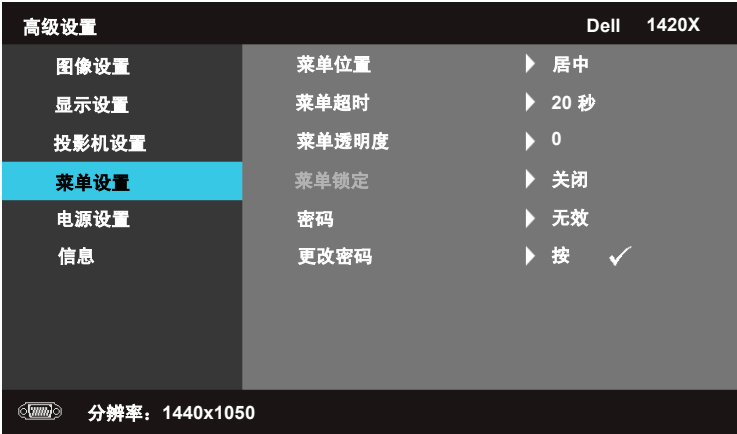 高级设置 Dell 1420X
图像设置 菜单位置 居中
显示设置 菜单超时 20 秒
投影机设置 菜单透明度 0
菜单设置 菜单锁定 关闭
电源设置 密码 无效
信息 更改密码 按
分辨率：1440x1050